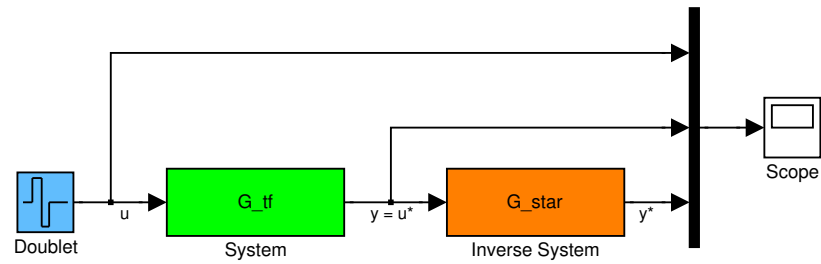 G_tf
G_star
u
y = u*
y*
Scope
Doublet
System
Inverse System